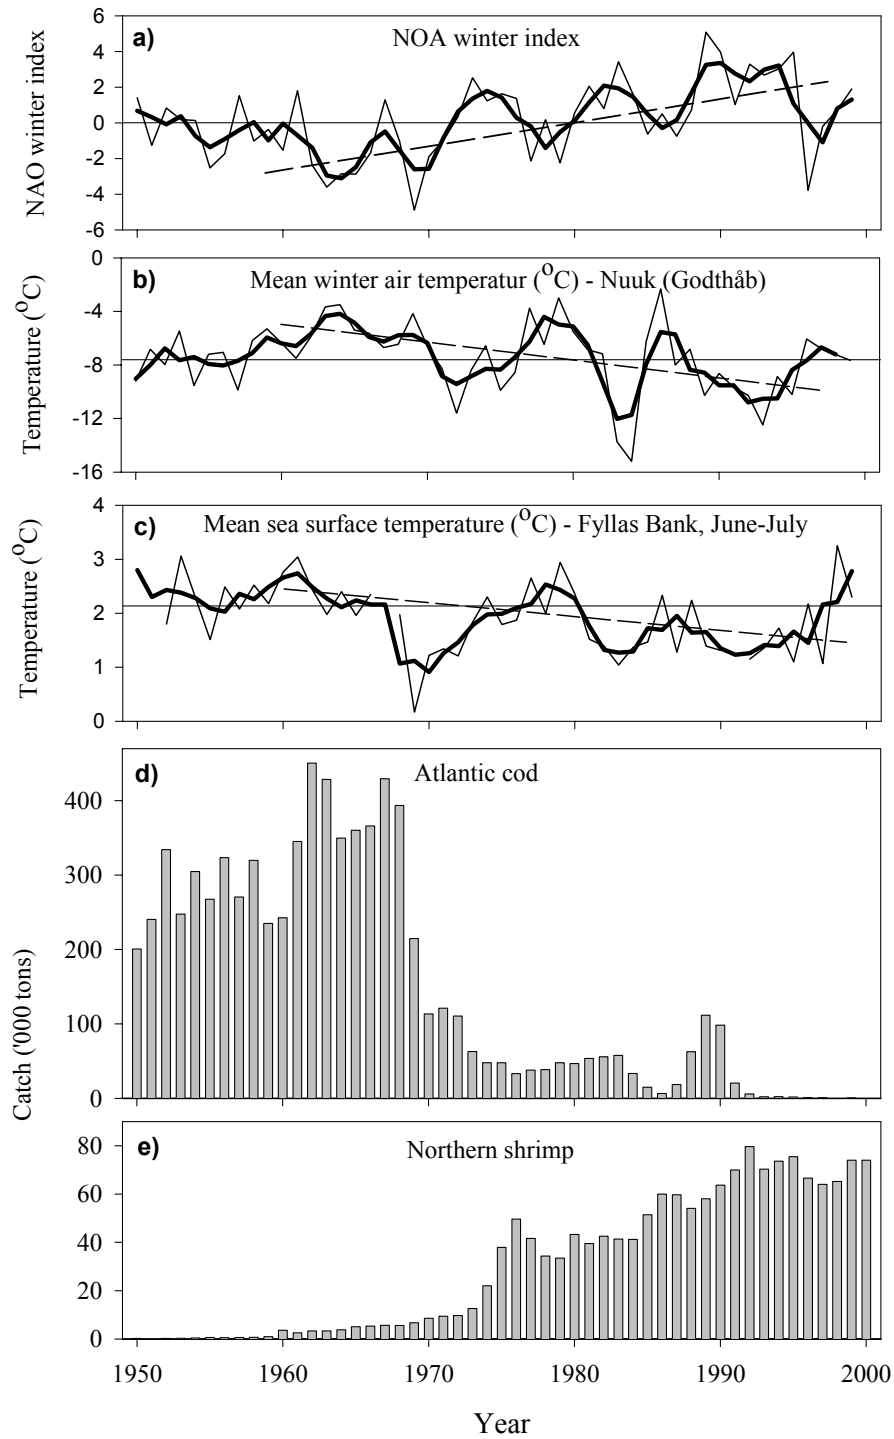 a) NOA winter index
NAO winter index
6
4
2
0
-2
-4
-6
b) Mean winter air temperatur (°C) - Nuuk (Godthåb)
Temperature (°C)
0
-4
-8
-12
-16
c) Mean sea surface temperature (°C) - Fyllas Bank, June-July
Temperature (°C)
4
3
2
1
0
d) Atlantic cod
Catch ('000 tons)
400
300
200
100
0
e) Northern shrimp
80
60
40
20
0
1950 1960 1970 1980 1990 2000
Year